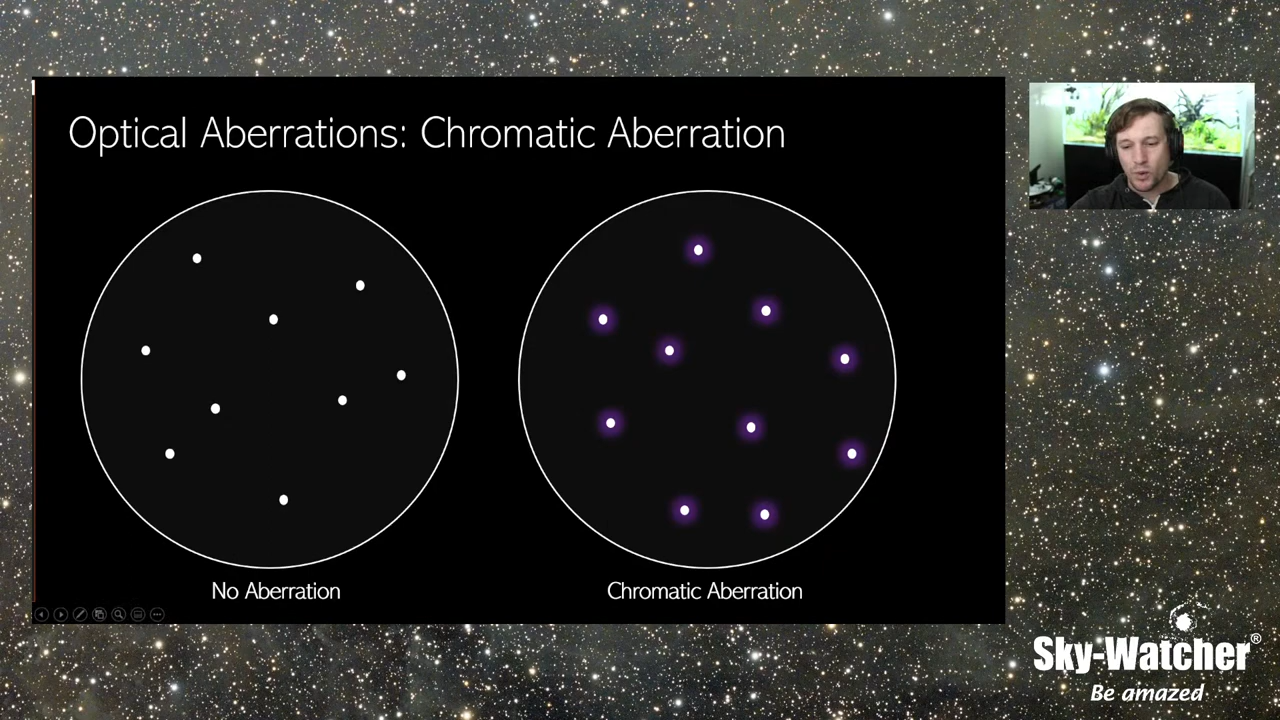 Optical Aberrations: Chromatic Aberration
No Aberration
Chromatic Aberration
Sky-Watcher®
Be amazed